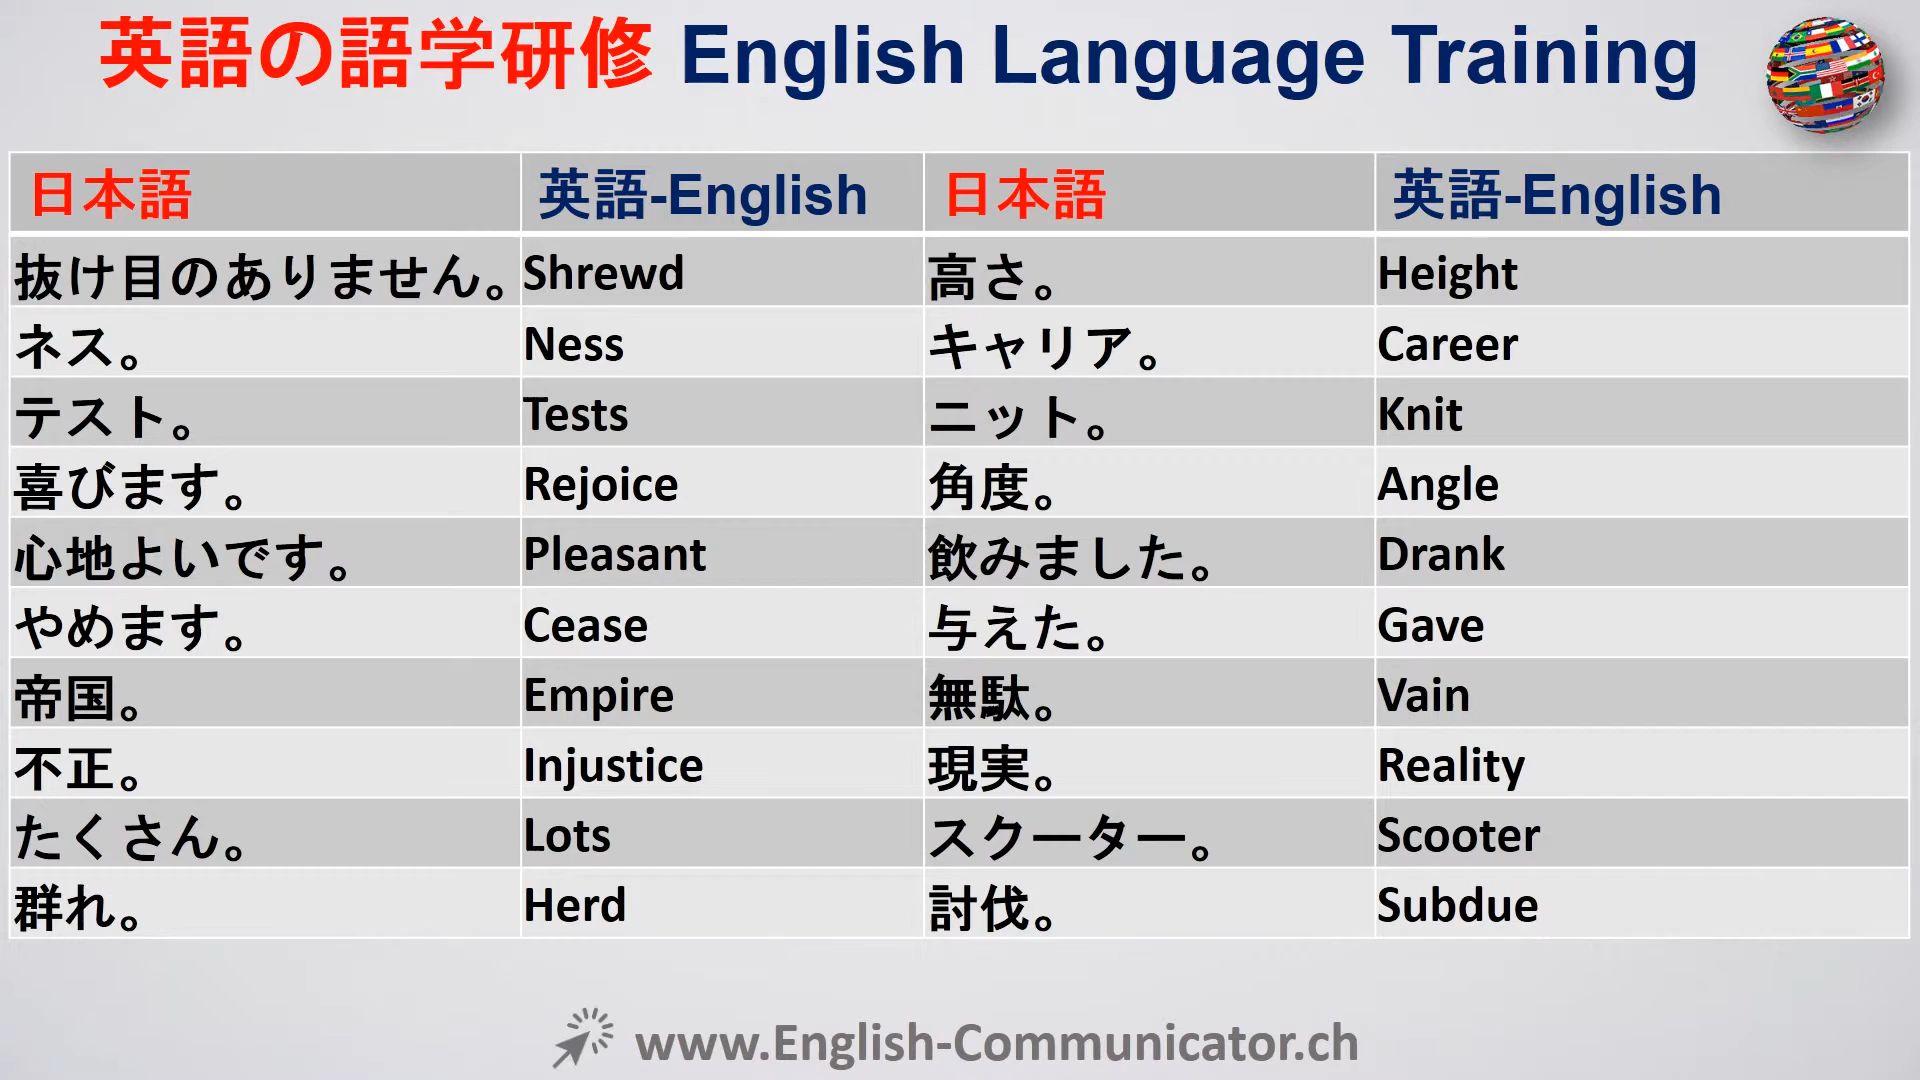 英語の語学研修 English Language Training
日本語 英語-English 日本語 英語-English
抜け目のありません。 Shrewd 高さ。 Height
ネス。 Ness キャリア。 Career
テスト。 Tests ニット。 Knit
喜びます。 Rejoice 角度。 Angle
心地よいです。 Pleasant 飲みました。 Drank
やめます。 Cease 与えた。 Gave
帝国。 Empire 無駄。 Vain
不正。 Injustice 現実。 Reality
たくさん。 Lots スクーター。 Scooter
群れ。 Herd 討伐。 Subdue
www.English-Communicator.ch